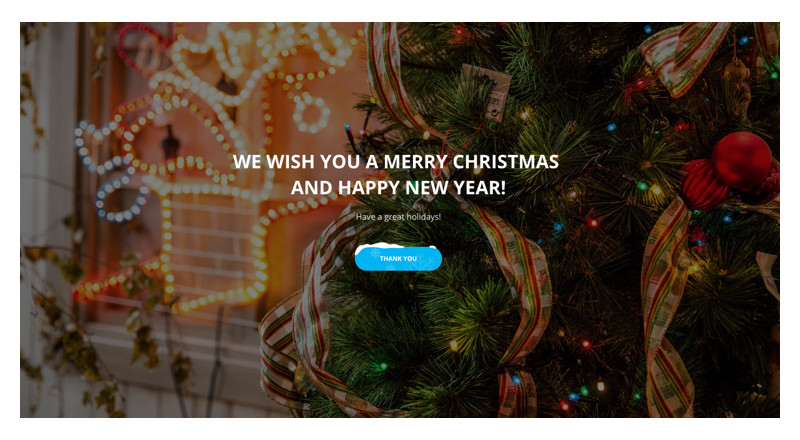 WE WISH YOU A MERRY CHRISTMAS
AND HAPPY NEW YEAR!
Have a great holidays!
THANK YOU